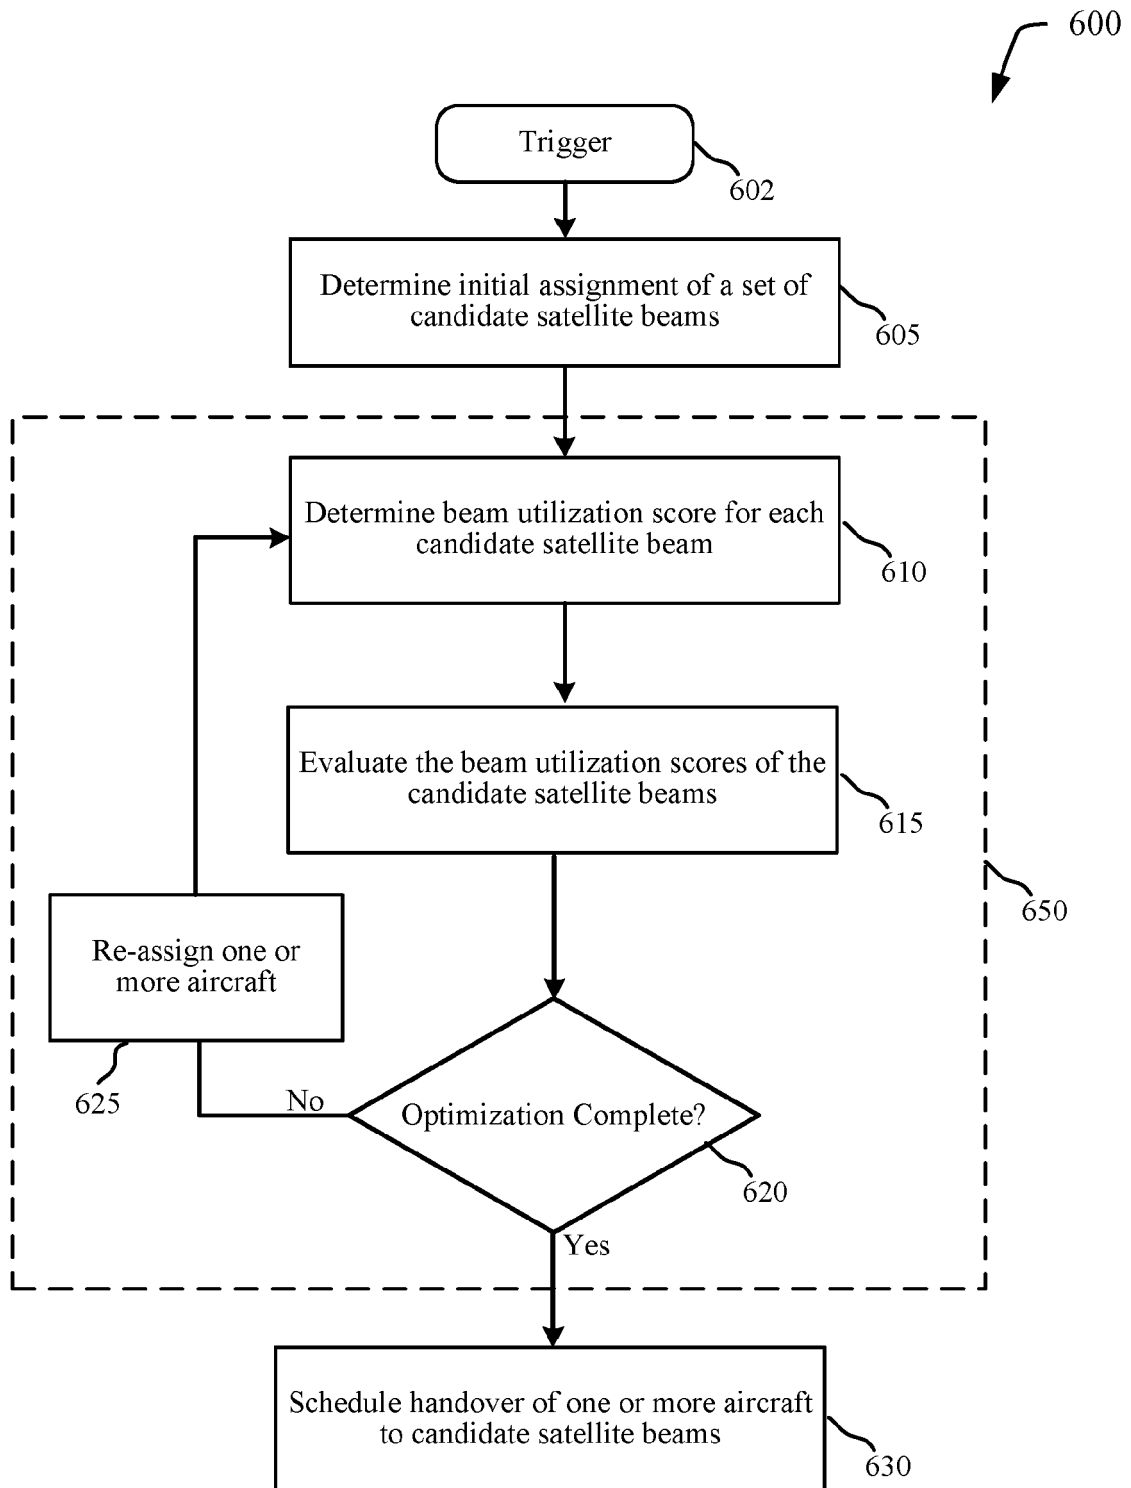 600
Trigger
602
Determine initial assignment of a set of
candidate satellite beams
605
Determine beam utilization score for each
candidate satellite beam
610
Evaluate the beam utilization scores of the
candidate satellite beams
615
650
Re-assign one or
more aircraft
625
No
Optimization Complete?
620
Yes
Schedule handover of one or more aircraft
to candidate satellite beams
630